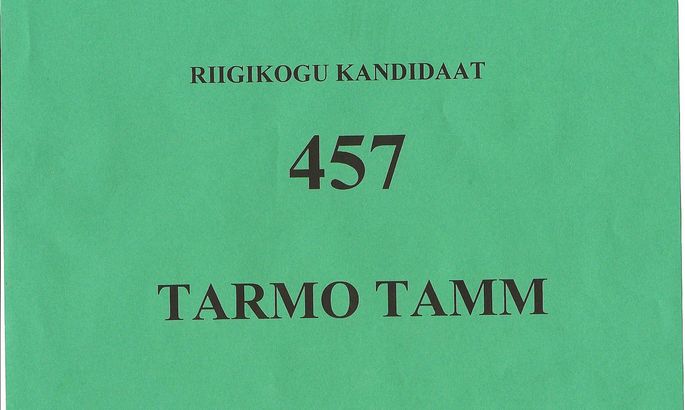 RIIGIKOGU KANDIDAAT
457
TARMO TAMM